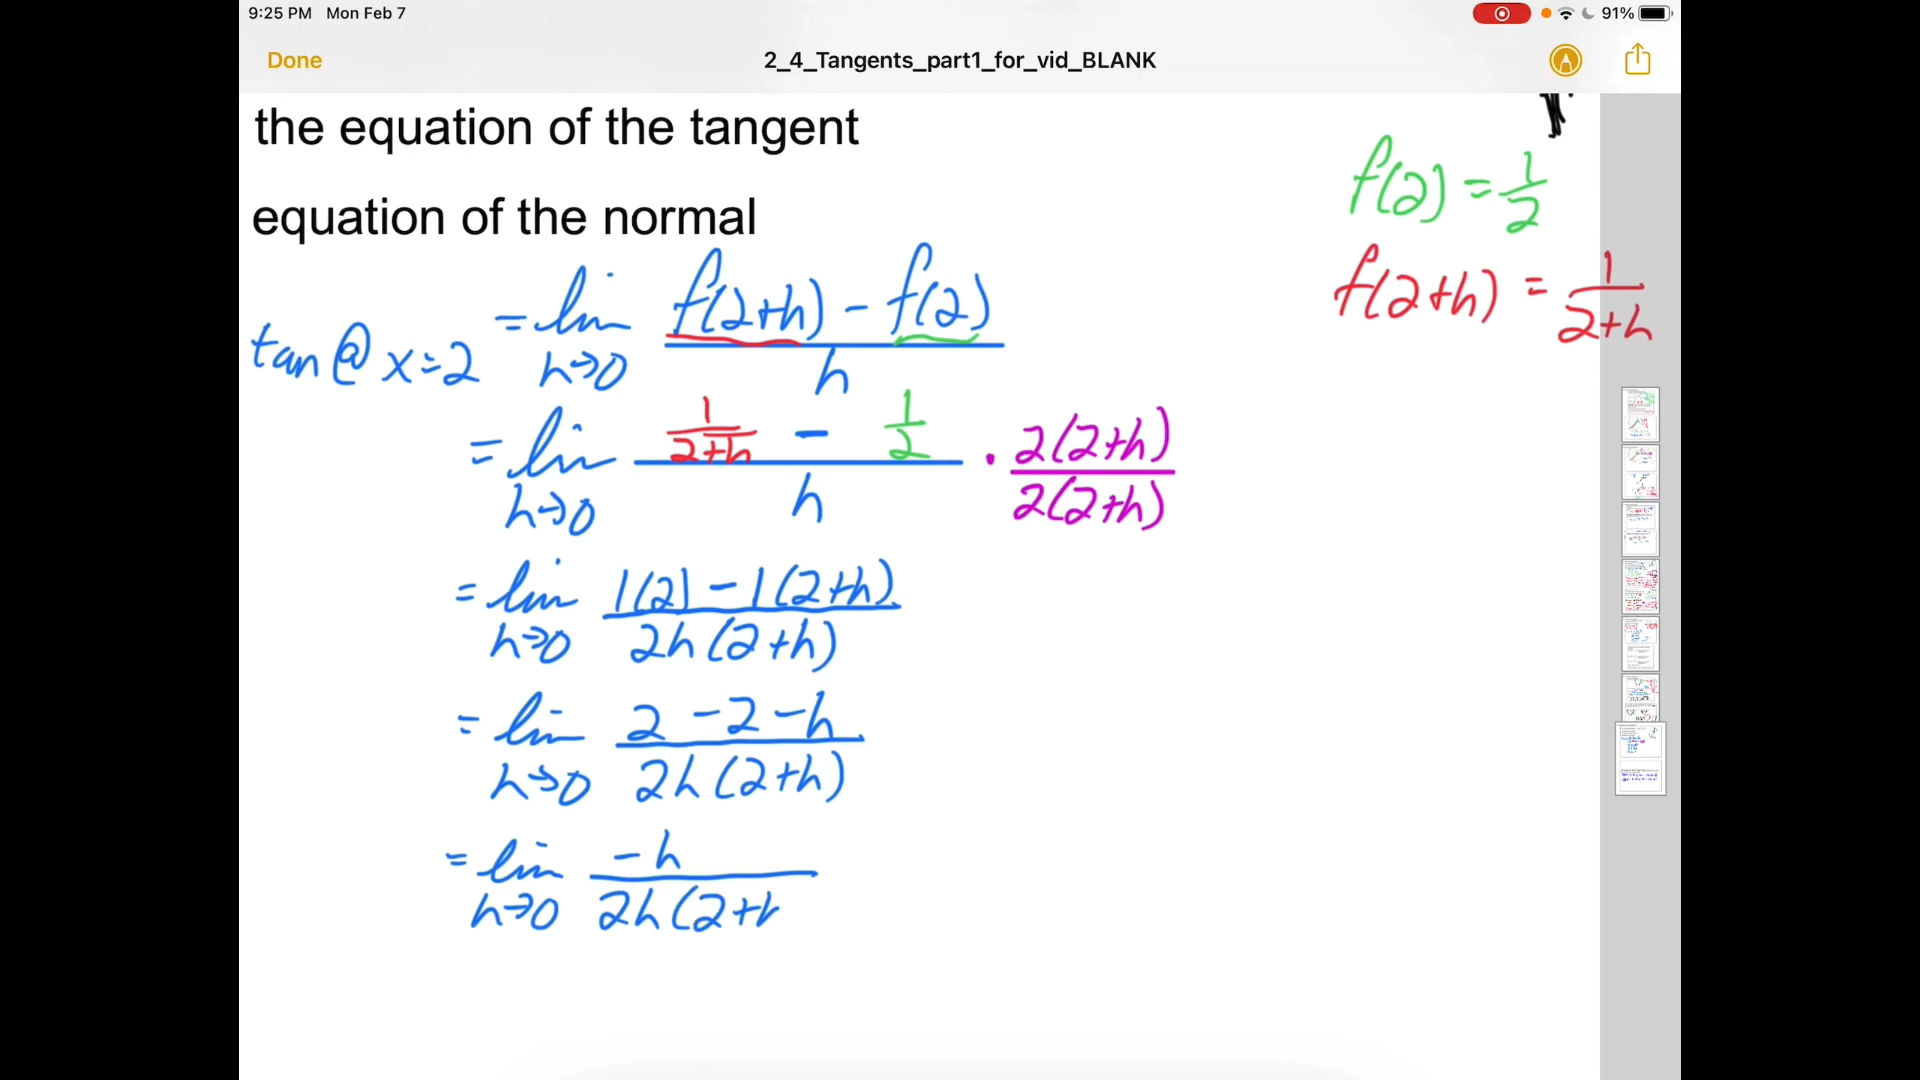 9:25 PM Mon Feb 7 91%
Done 2_4_Tangents_part1_for_vid_BLANK
the equation of the tangent
equation of the normal
f(2) = 1/2
f(2+h) = 1/(2+h)
tan @ x=2 = lim h→0 (f(2+h) - f(2))/h
= lim h→0 (1/(2+h) - 1/2)/h · 2(2+h)/2(2+h)
= lim h→0 (1(2) - 1(2+h))/2h(2+h)
= lim h→0 (2 -2 -h)/2h(2+h)
= lim h→0 -h/2h(2+h